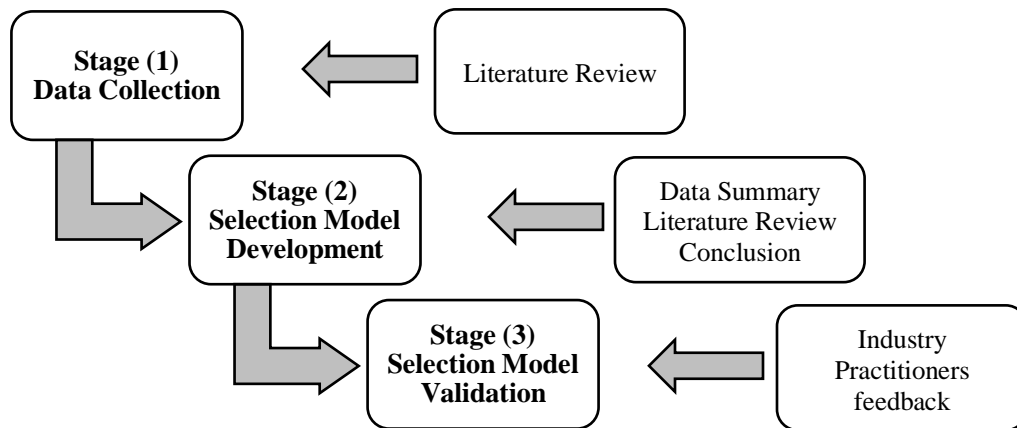 Stage (1)
Data Collection
Literature Review
Stage (2)
Selection Model
Development
Data Summary
Literature Review
Conclusion
Stage (3)
Selection Model
Validation
Industry
Practitioners
feedback